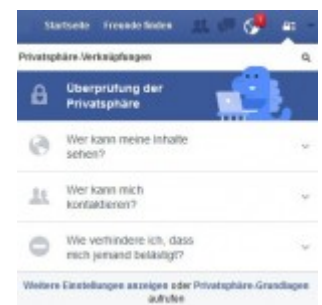 Startseite Freunde finden
Privatsphäre-Verknüpfungen
Überprüfung der
Privatsphäre
Wer kann meine Inhalte
sehen?
Wer kann mich
kontaktieren?
Wie verhindere ich, dass
mich jemand belästigt?
Weitere Einstellungen anzeigen oder Privatsphäre-Grundlagen
aufrufen